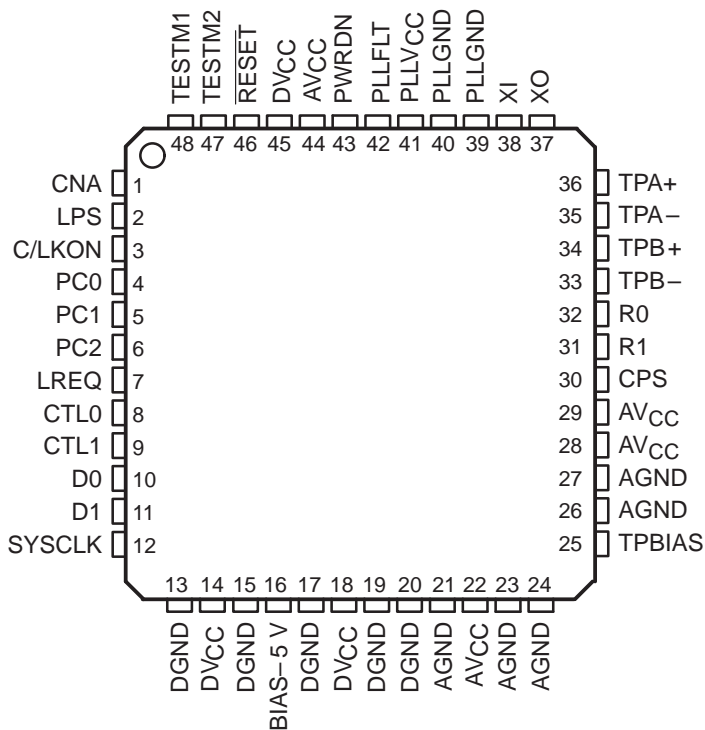 TESTM1
TESTM2
RESET
DVCC
AVCC
PWRDN
PLLFLT
PLLVCC
PLLGND
PLLGND
XI
XO
48 47 46 45 44 43 42 41 40 39 38 37
CNA 1
LPS 2
C/LKON 3
PC0 4
PC1 5
PC2 6
LREQ 7
CTL0 8
CTL1 9
D0 10
D1 11
SYSCLK 12
36 TPA+
35 TPA–
34 TPB+
33 TPB–
32 R0
31 R1
30 CPS
29 AVCC
28 AVCC
27 AGND
26 AGND
25 TPBIAS
13 14 15 16 17 18 19 20 21 22 23 24
DGND
DVCC
DGND
BIAS– 5 V
DGND
DVCC
DGND
DGND
AGND
AVCC
AGND
AGND